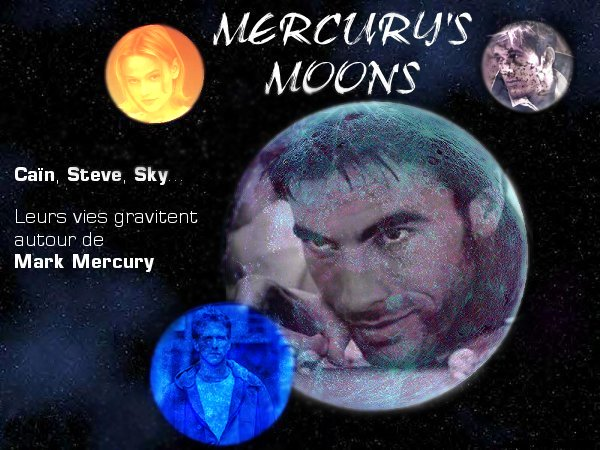 MERCURY'S
MOONS
Caïn, Steve, Sky...
Leurs vies gravitent
autour de
Mark Mercury